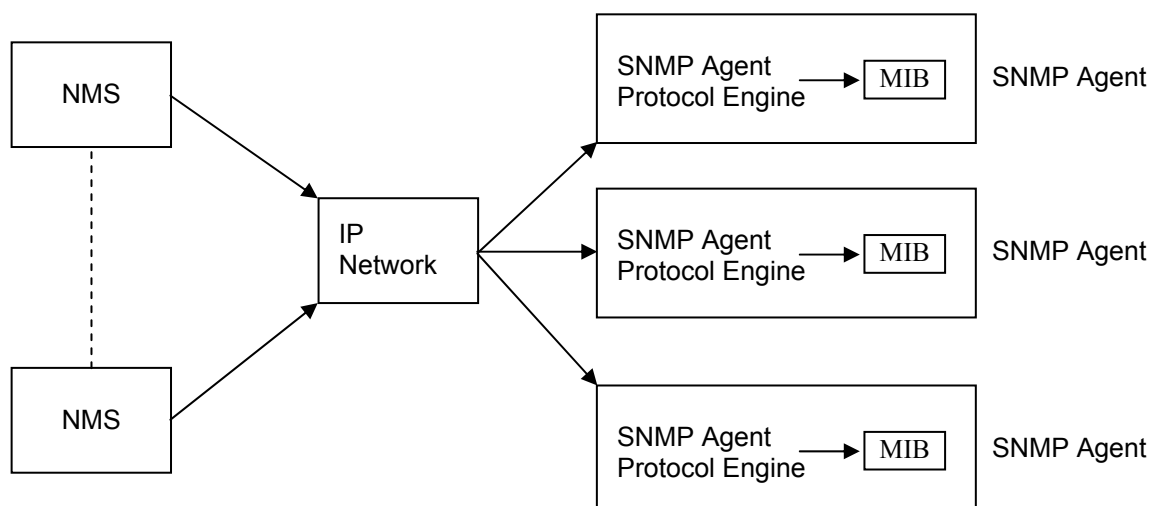 NMS
NMS
IP
Network
SNMP Agent
Protocol Engine
MIB
SNMP Agent
SNMP Agent
Protocol Engine
MIB
SNMP Agent
SNMP Agent
Protocol Engine
MIB
SNMP Agent